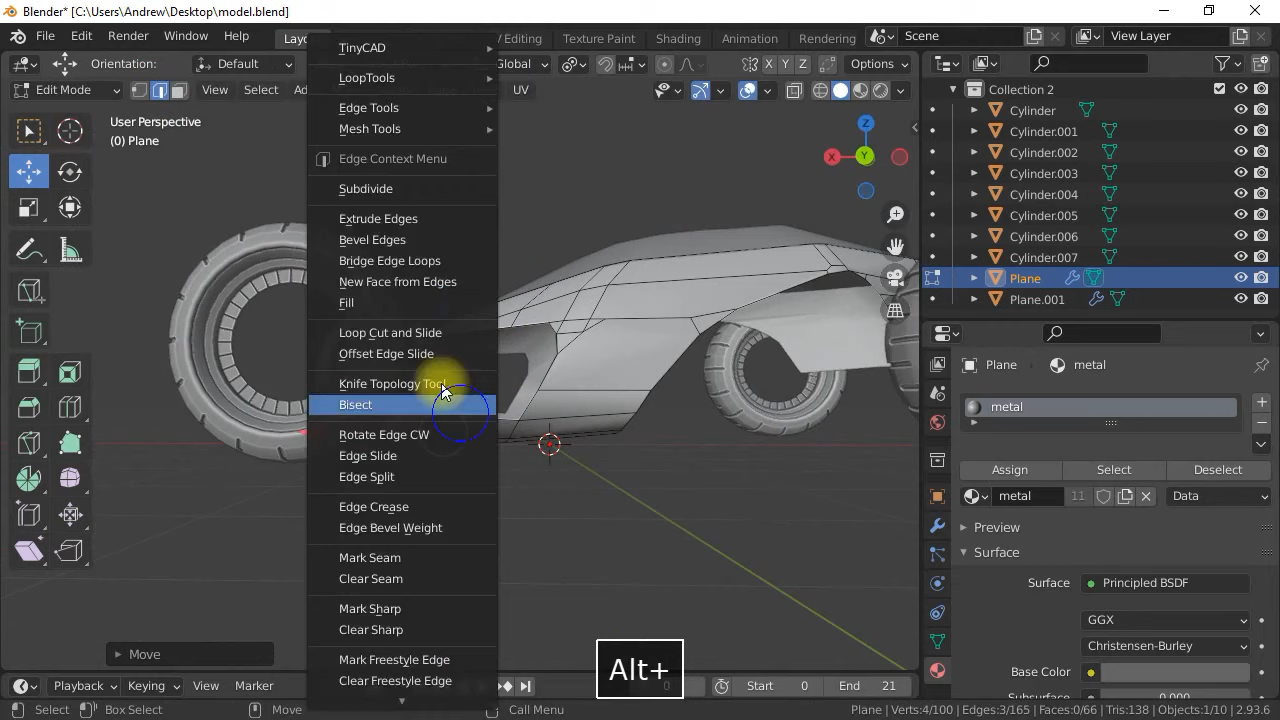 Blender* [C:\Users\Andrew\Desktop\model.blend]
File Edit Render Window Help Layout UV Editing Texture Paint Shading Animation Rendering Scene View Layer
Orientation: Default Global X Y Z Options
Edit Mode View Select Add UV
User Perspective
(0) Plane
TinyCAD
LoopTools
Edge Tools
Mesh Tools
Edge Context Menu
Subdivide
Extrude Edges
Bevel Edges
Bridge Edge Loops
New Face from Edges
Fill
Loop Cut and Slide
Offset Edge Slide
Knife Topology Tool
Bisect
Rotate Edge CW
Edge Slide
Edge Split
Edge Crease
Edge Bevel Weight
Mark Seam
Clear Seam
Mark Sharp
Clear Sharp
Mark Freestyle Edge
Clear Freestyle Edge
Z
X
Y
Collection 2
Cylinder
Cylinder.001
Cylinder.002
Cylinder.003
Cylinder.004
Cylinder.005
Cylinder.006
Cylinder.007
Plane
Plane.001
Plane metal
metal
Assign Select Deselect
metal 11 Data
Preview
Surface
Surface Principled BSDF
GGX
Christensen-Burley
Base Color
Subsurface 0.000
Move
Alt+
Playback Keying View Marker 0 Start 0 End 21
Select Box Select Move Call Menu Plane | Verts:4/100 | Edges:3/165 | Faces:0/66 | Tris:138 | Objects:1/10 | 2.93.6